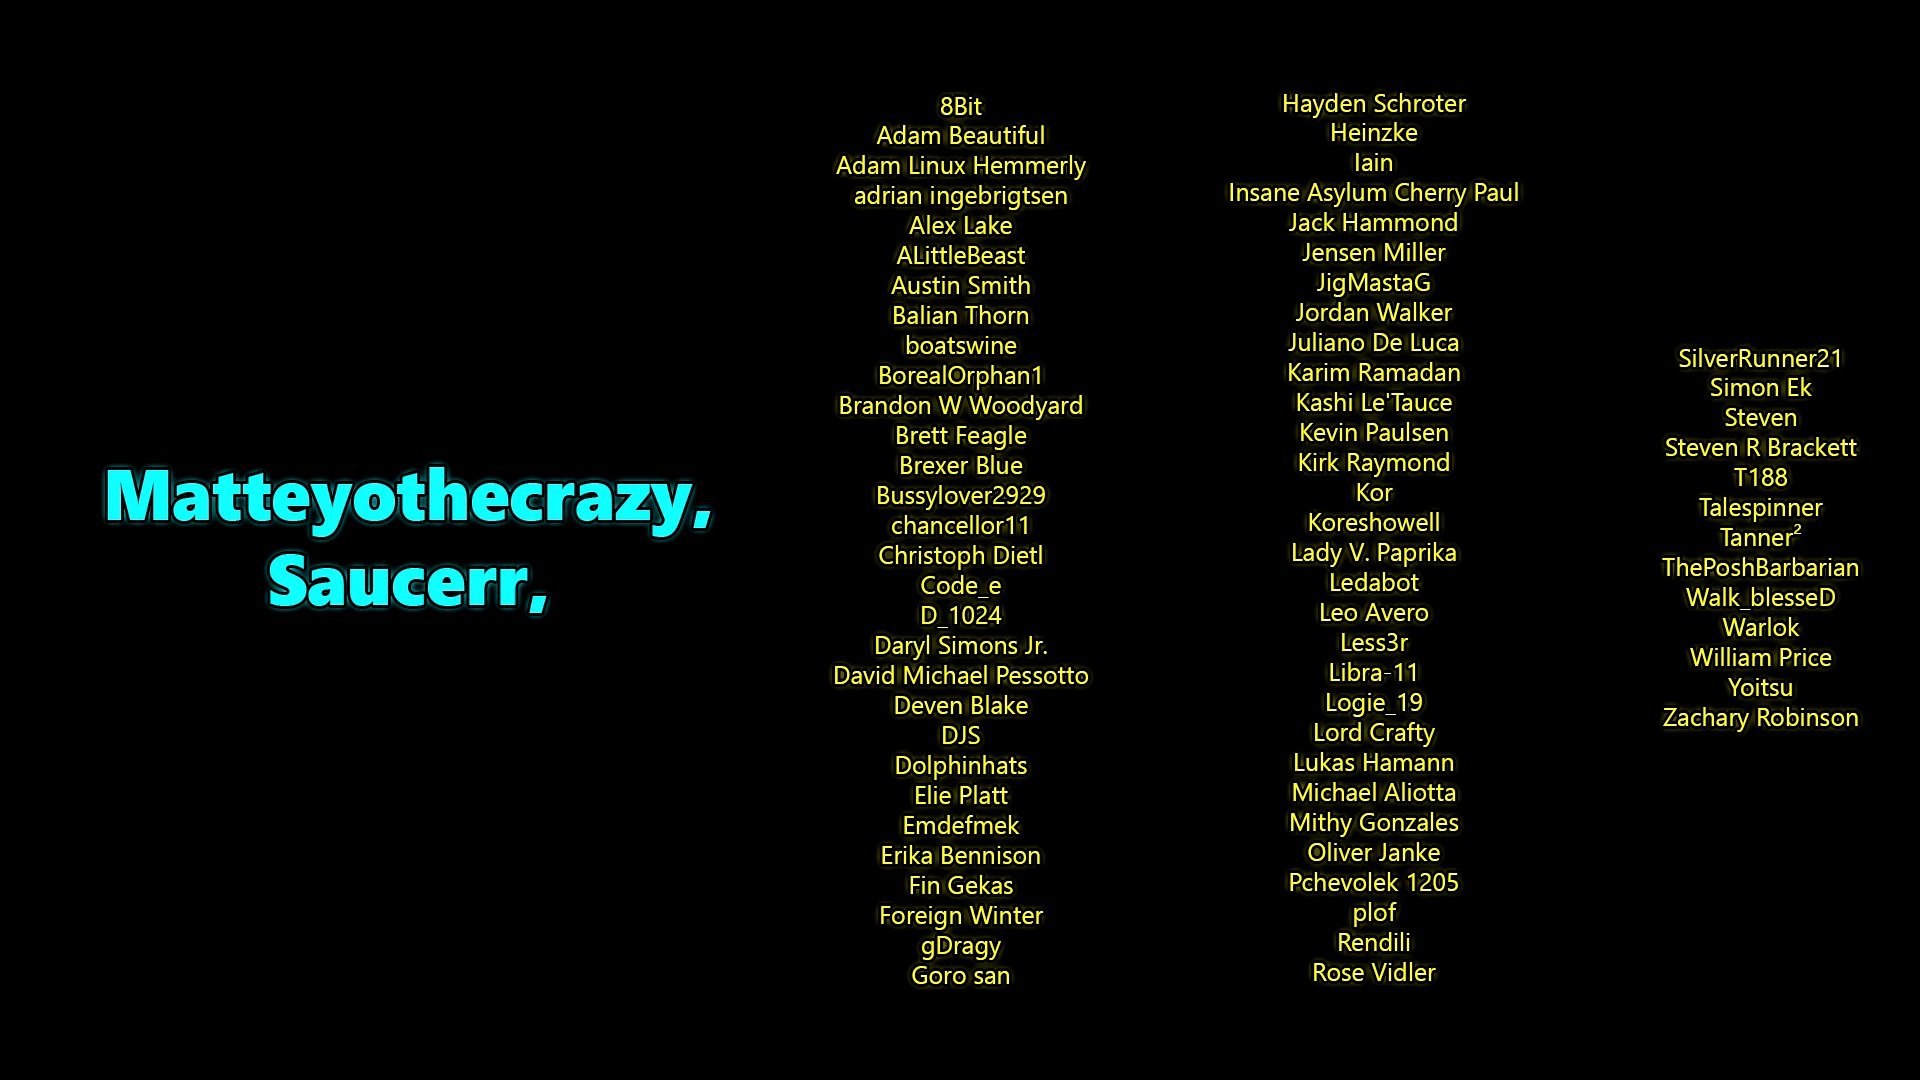 Matteyothecrazy,
Saucerr,
8Bit
Adam Beautiful
Adam Linux Hemmerly
adrian ingebrigtsen
Alex Lake
ALittleBeast
Austin Smith
Balian Thorn
boatswine
BorealOrphan1
Brandon W Woodyard
Brett Feagle
Brexer Blue
Bussylover2929
chancellor11
Christoph Dietl
Code_e
D_1024
Daryl Simons Jr.
David Michael Pessotto
Deven Blake
DJS
Dolphinhats
Elie Platt
Emdefmek
Erika Bennison
Fin Gekas
Foreign Winter
gDragy
Goro san
Hayden Schroter
Heinzke
Iain
Insane Asylum Cherry Paul
Jack Hammond
Jensen Miller
JigMastaG
Jordan Walker
Juliano De Luca
Karim Ramadan
Kashi Le'Tauce
Kevin Paulsen
Kirk Raymond
Kor
Koreshowell
Lady V. Paprika
Ledabot
Leo Avero
Less3r
Libra-11
Logie_19
Lord Crafty
Lukas Hamann
Michael Aliotta
Mithy Gonzales
Oliver Janke
Pchevolek 1205
plof
Rendili
Rose Vidler
SilverRunner21
Simon Ek
Steven
Steven R Brackett
T188
Talespinner
Tanner²
ThePoshBarbarian
Walk_blesseD
Warlok
William Price
Yoitsu
Zachary Robinson